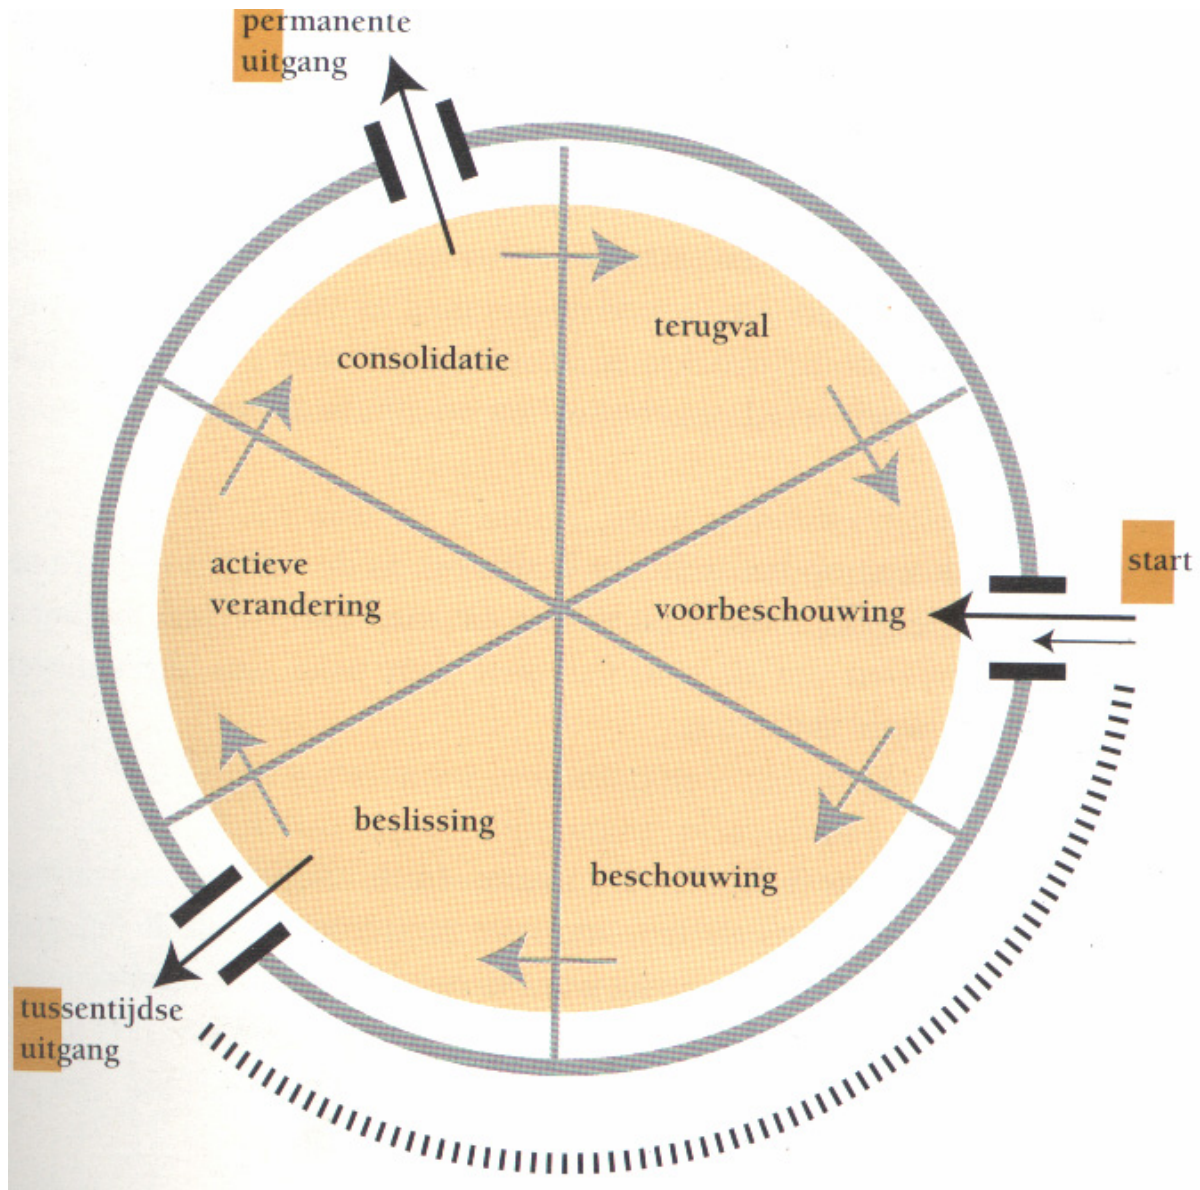 permanente
uitgang
terugval
consolidatie
start
actieve
verandering
voorbeschouwing
beslissing
beschouwing
tussentijdse
uitgang